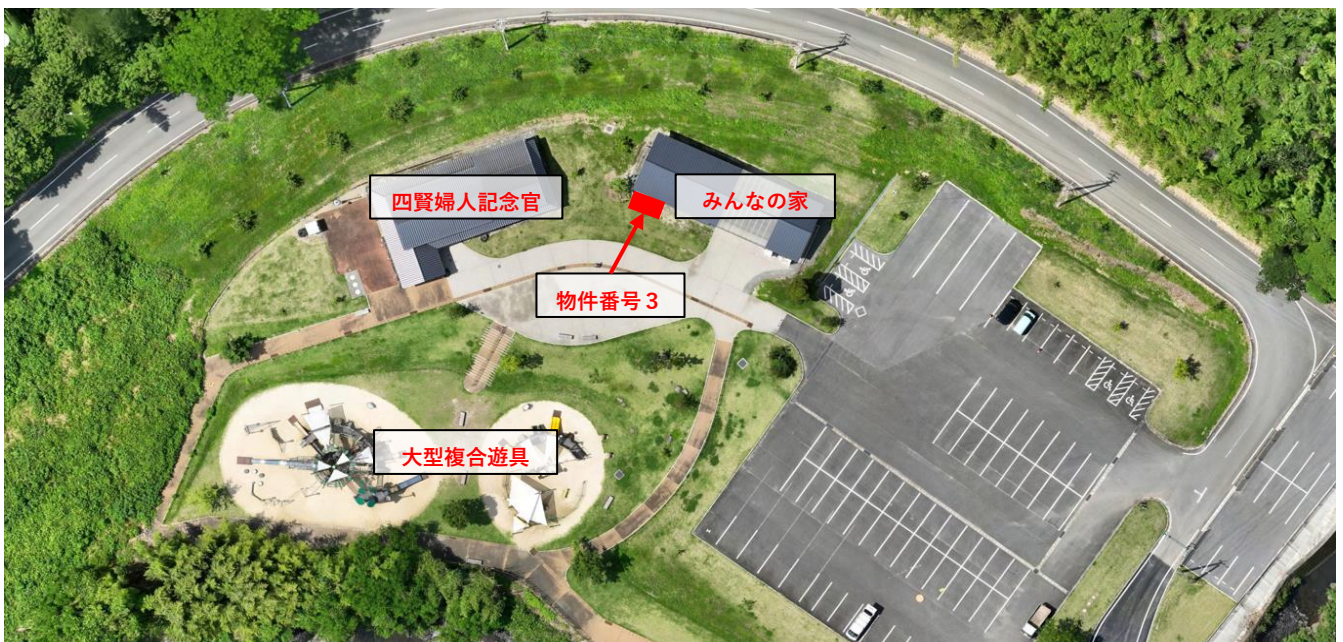 四賢婦人記念官
みんなの家
物件番号３
大型複合遊具